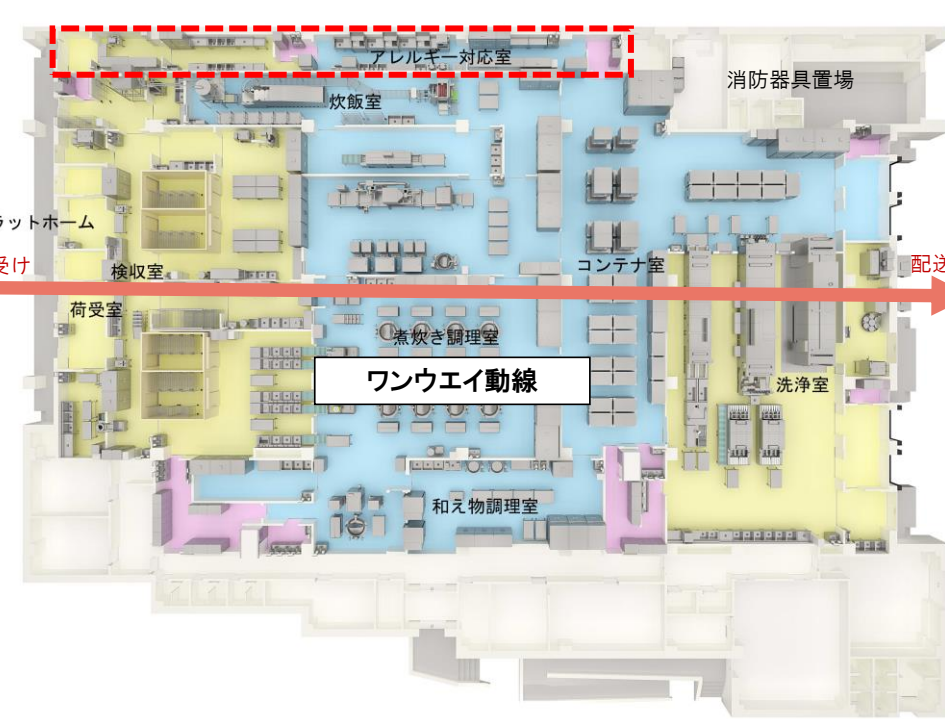 アレルギー対応室
消防器具置場
炊飯室
ラットホーム
受け
検収室
コンテナ室
配送
荷受室
煮炊き調理室
ワンウエイ動線
洗浄室
和え物調理室